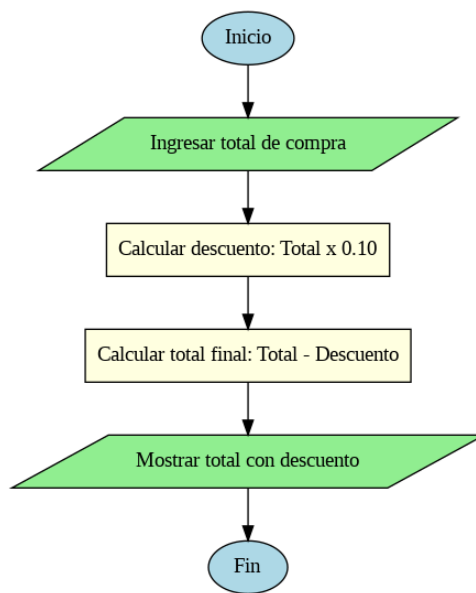 Inicio
Ingresar total de compra
Calcular descuento: Total x 0.10
Calcular total final: Total - Descuento
Mostrar total con descuento
Fin